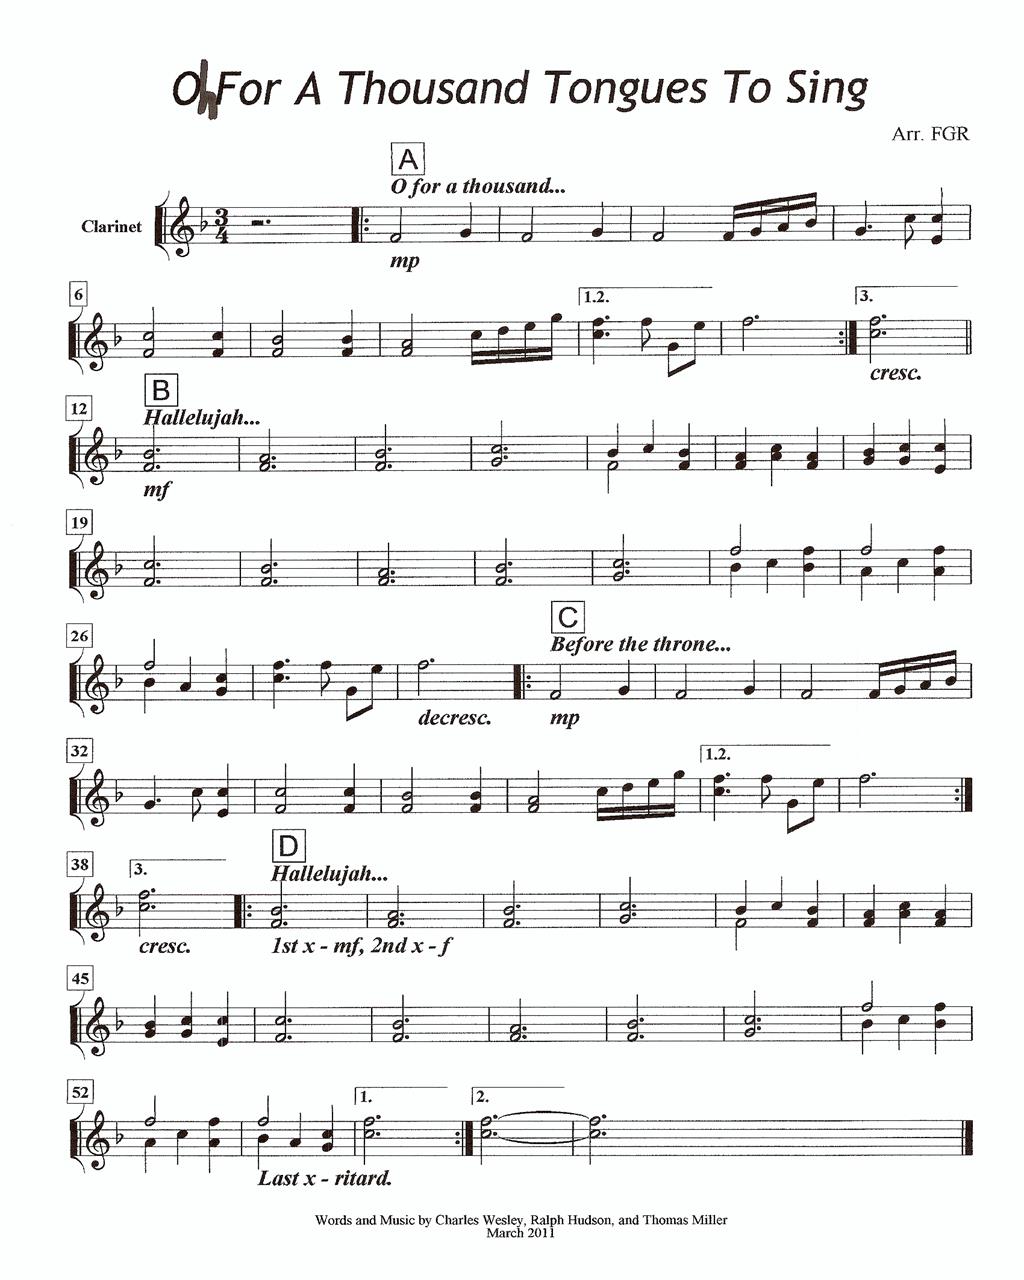 Oh For A Thousand Tongues To Sing
Arr. FGR
A
O for a thousand...
Clarinet
3
4
mp
6
1.2.
3.
cresc.
12
B
Hallelujah...
mf
19
26
C
Before the throne...
decresc.
mp
32
1.2.
38
3.
D
Hallelujah...
cresc.
1st x - mf, 2nd x - f
45
52
1.
2.
Last x - ritard.
Words and Music by Charles Wesley, Ralph Hudson, and Thomas Miller
March 2011